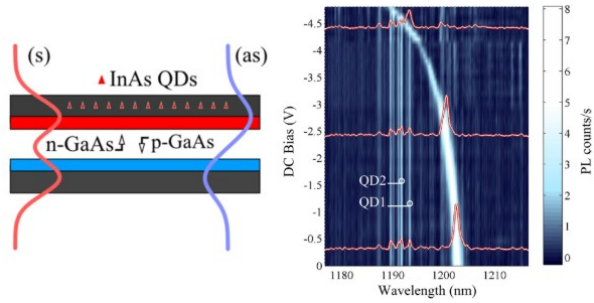 (s)
(as)
InAs QDs
n-GaAs
p-GaAs
DC Bias (V)
-4.5
-4
-3.5
-3
-2.5
-2
-1.5
-1
-0.5
0
QD2
QD1
1180
1190
1200
1210
Wavelength (nm)
8
7
6
5
4
3
2
1
0
PL counts/s